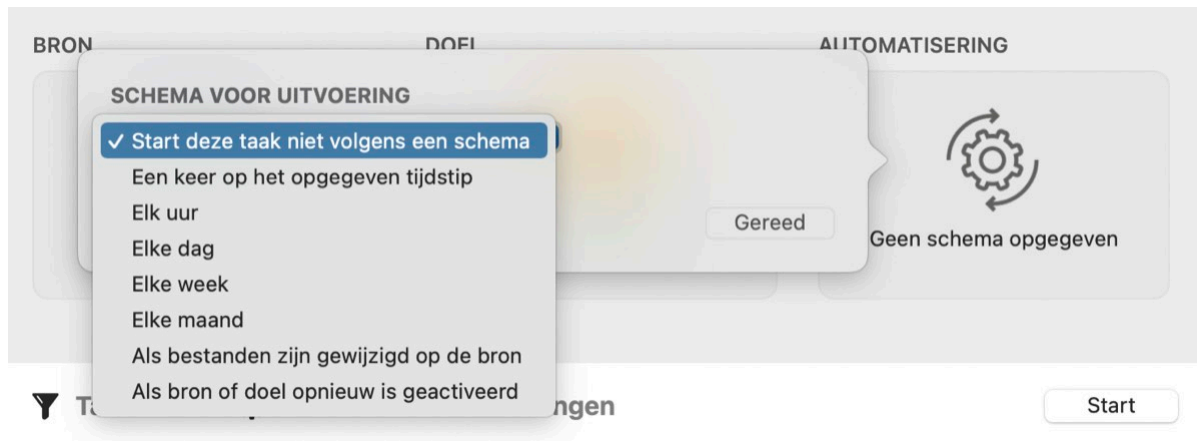 BRON
DOEL
AUTOMATISERING
SCHEMA VOOR UITVOERING
✓ Start deze taak niet volgens een schema
Een keer op het opgegeven tijdstip
Elk uur
Elke dag
Elke week
Elke maand
Als bestanden zijn gewijzigd op de bron
Als bron of doel opnieuw is geactiveerd
Gereed
Geen schema opgegeven
Start